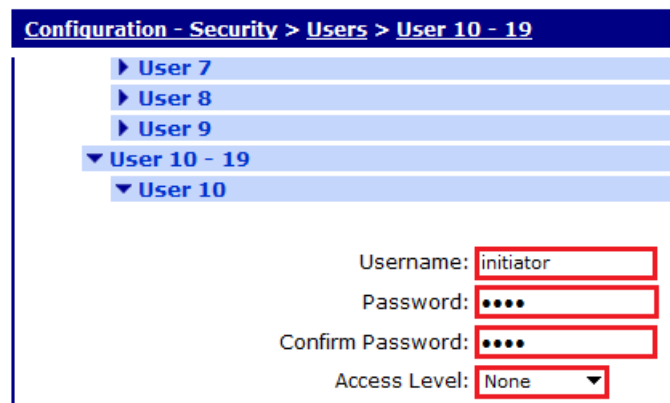 Configuration - Security > Users > User 10 - 19
User 7
User 8
User 9
User 10 - 19
User 10
Username: initiator
Password: ••••
Confirm Password: ••••
Access Level: None